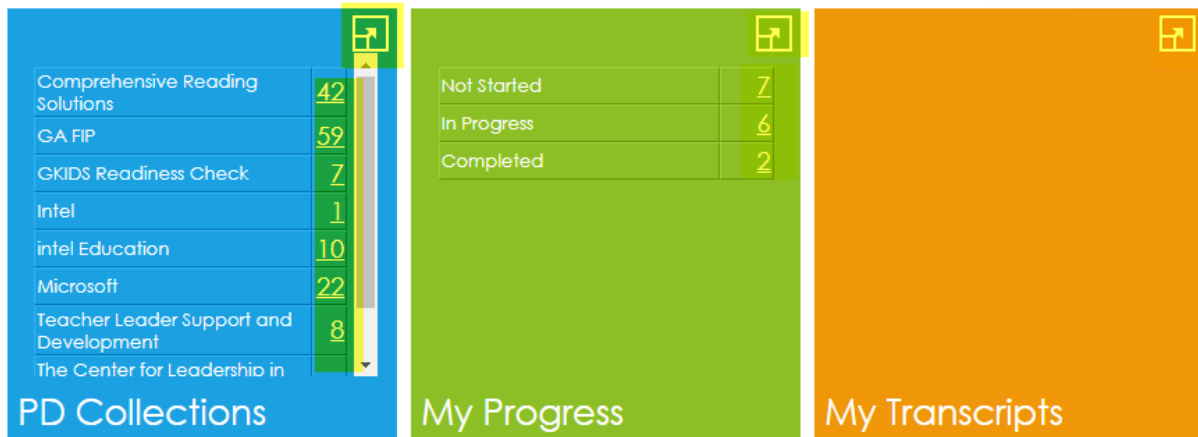 Comprehensive Reading
Solutions
42
GA FIP
59
GKIDS Readiness Check
7
Intel
1
intel Education
10
Microsoft
22
Teacher Leader Support and
Development
8
The Center for Leadership in
PD Collections
Not Started
7
In Progress
6
Completed
2
My Progress
My Transcripts